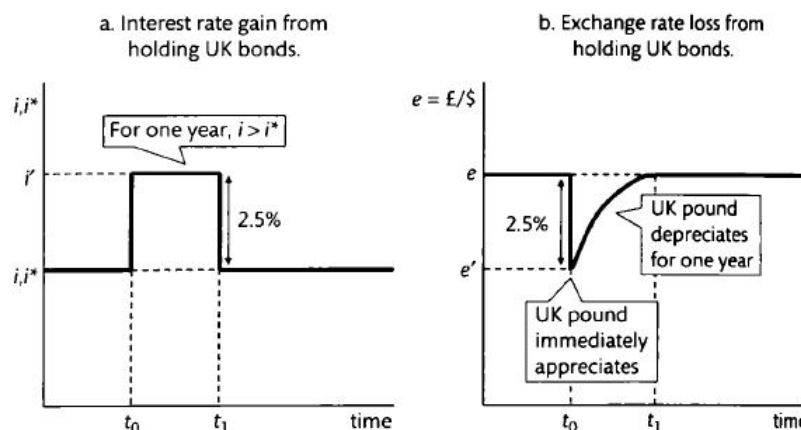 a. Interest rate gain from
holding UK bonds.
i,i*
For one year, i > i*
i'
2.5%
i,i*
t₀
t₁
time
b. Exchange rate loss from
holding UK bonds.
e = £/$
e
2.5%
UK pound
depreciates
for one year
e'
UK pound
immediately
appreciates
t₀
t₁
time